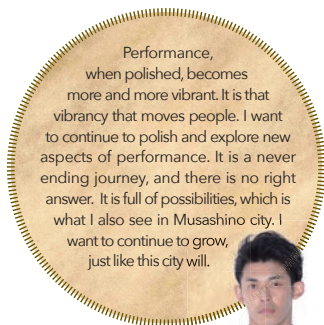 Performance,
when polished, becomes
more and more vibrant. It is that
vibrancy that moves people. I want
to continue to polish and explore new
aspects of performance. It is a never
ending journey, and there is no right
answer. It is full of possibilities, which is
what I also see in Musashino city. I
want to continue to grow,
just like this city will.